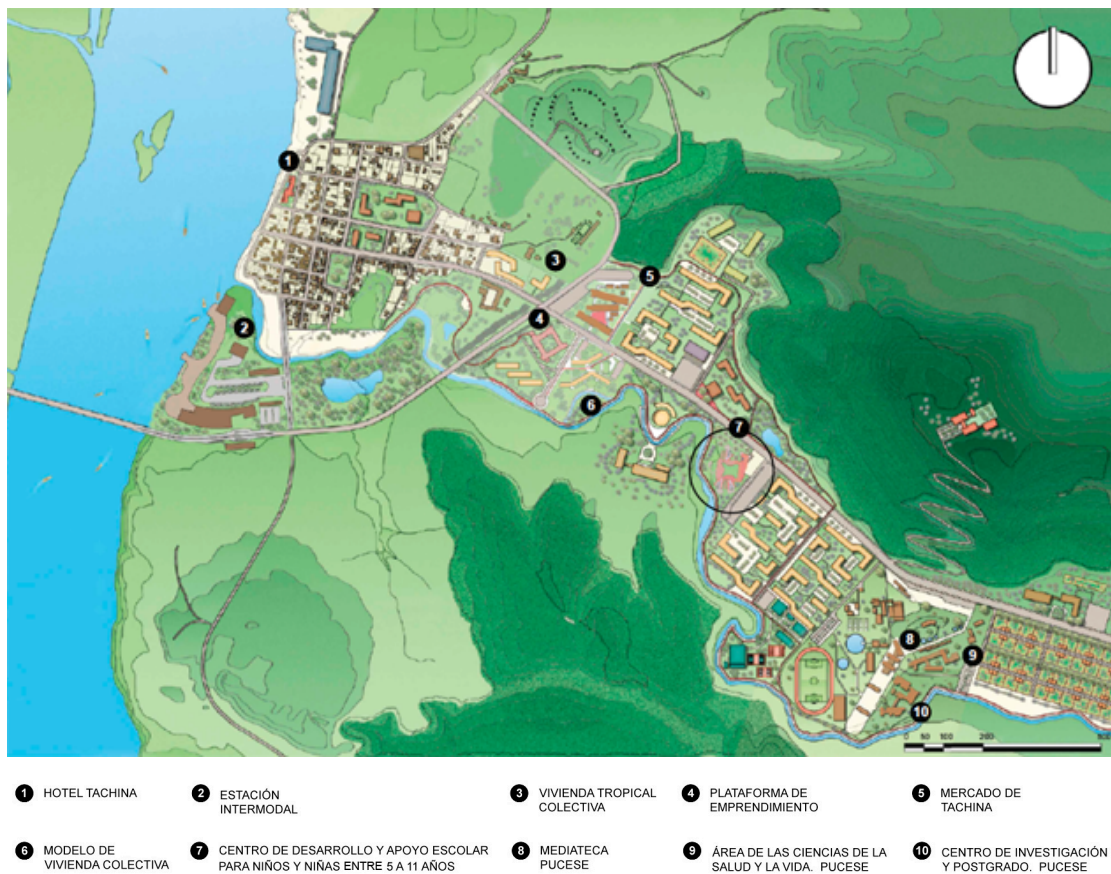 1
2
3
4
5
6
7
8
9
10
0 50 100 200 500
1 HOTEL TACHINA
2 ESTACIÓN
INTERMODAL
3 VIVIENDA TROPICAL
COLECTIVA
4 PLATAFORMA DE
EMPRENDIMIENTO
5 MERCADO DE
TACHINA
6 MODELO DE
VIVIENDA COLECTIVA
7 CENTRO DE DESARROLLO Y APOYO ESCOLAR
PARA NIÑOS Y NIÑAS ENTRE 5 A 11 AÑOS
8 MEDIATECA
PUCESE
9 ÁREA DE LAS CIENCIAS DE LA
SALUD Y LA VIDA. PUCESE
10 CENTRO DE INVESTIGACIÓN
Y POSTGRADO. PUCESE